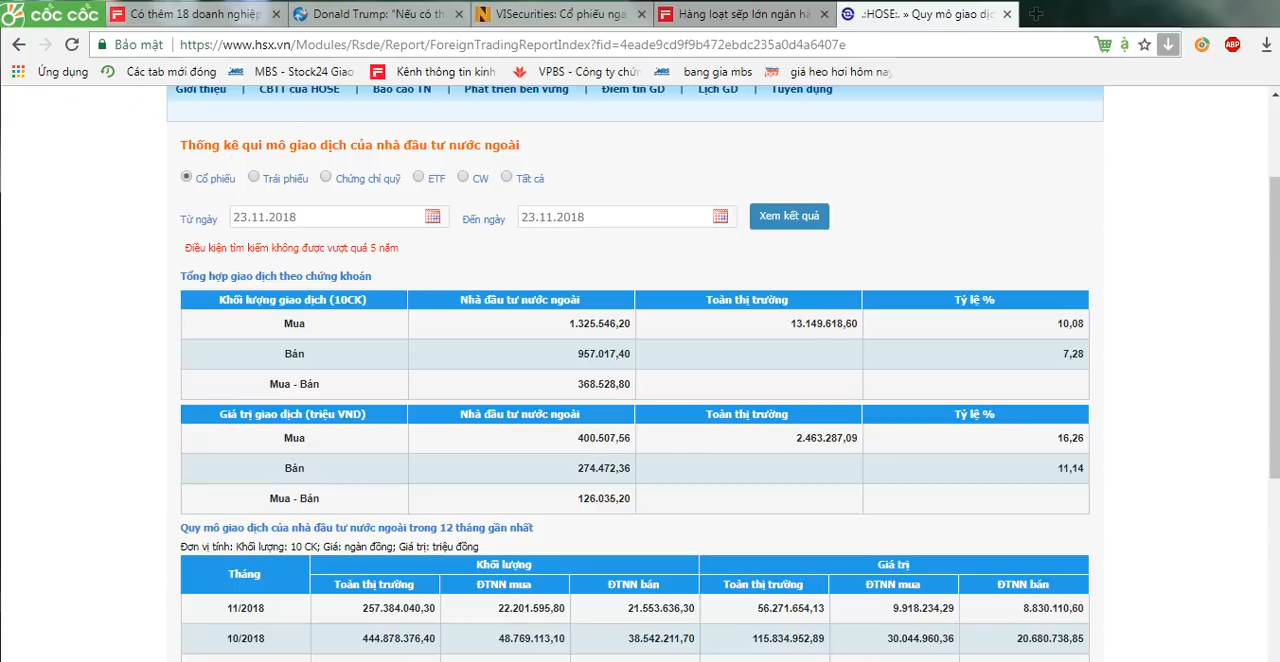 cốc cốc
Có thêm 18 doanh nghiệp
Donald Trump: “Nếu có th
VISecurities: Cổ phiếu nga
Hàng loạt sếp lớn ngân hà
.:HOSE:. » Quy mô giao dịc
Bảo mật https://www.hsx.vn/Modules/Rsde/Report/ForeignTradingReportIndex?fid=4eade9cd9f9b472ebdc235a0d4a6407e
ABP
Ứng dụng Các tab mới đóng MBS - Stock24 Giao Kênh thông tin kinh VPBS - Công ty chứn bang gia mbs giá heo hơi hôm nay
Giới thiệu | CBTT của HOSE | Báo cáo TN | Phát triển bền vững | Điểm tin GD | Lịch GD | Tuyển dụng
Thống kê qui mô giao dịch của nhà đầu tư nước ngoài
Cổ phiếu Trái phiếu Chứng chỉ quỹ ETF CW Tất cả
Từ ngày 23.11.2018 Đến ngày 23.11.2018 Xem kết quả
Điều kiện tìm kiếm không được vượt quá 5 năm
Tổng hợp giao dịch theo chứng khoán
Khối lượng giao dịch (10CK) Nhà đầu tư nước ngoài Toàn thị trường Tỷ lệ %
Mua 1.325.546,20 13.149.618,60 10,08
Bán 957.017,40 7,28
Mua - Bán 368.528,80
Giá trị giao dịch (triệu VND) Nhà đầu tư nước ngoài Toàn thị trường Tỷ lệ %
Mua 400.507,56 2.463.287,09 16,26
Bán 274.472,36 11,14
Mua - Bán 126.035,20
Quy mô giao dịch của nhà đầu tư nước ngoài trong 12 tháng gần nhất
Đơn vị tính: Khối lượng: 10 CK; Giá: ngàn đồng; Giá trị: triệu đồng
Tháng Khối lượng Giá trị
Toàn thị trường ĐTNN mua ĐTNN bán Toàn thị trường ĐTNN mua ĐTNN bán
11/2018 257.384.040,30 22.201.595,80 21.553.636,30 56.271.654,13 9.918.234,29 8.830.110,60
10/2018 444.878.376,40 48.769.113,10 38.542.211,70 115.834.952,89 30.044.960,36 20.680.738,85